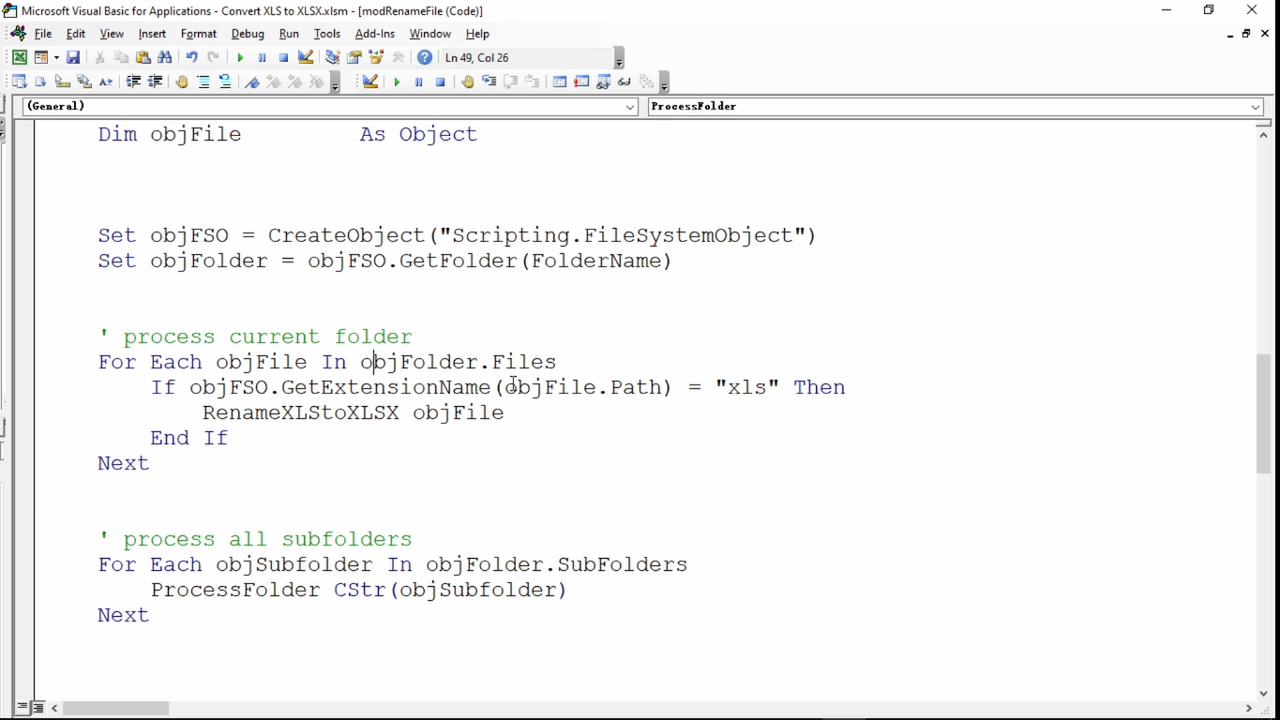 Microsoft Visual Basic for Applications - Convert XLS to XLSX.xlsm - [modRenameFile (Code)]
File Edit View Insert Format Debug Run Tools Add-Ins Window Help
Ln 49, Col 26
(General) ProcessFolder
Dim objFile As Object
Set objFSO = CreateObject("Scripting.FileSystemObject")
Set objFolder = objFSO.GetFolder(FolderName)
' process current folder
For Each objFile In objFolder.Files
If objFSO.GetExtensionName(objFile.Path) = "xls" Then
RenameXLStoXLSX objFile
End If
Next
' process all subfolders
For Each objSubfolder In objFolder.SubFolders
ProcessFolder CStr(objSubfolder)
Next